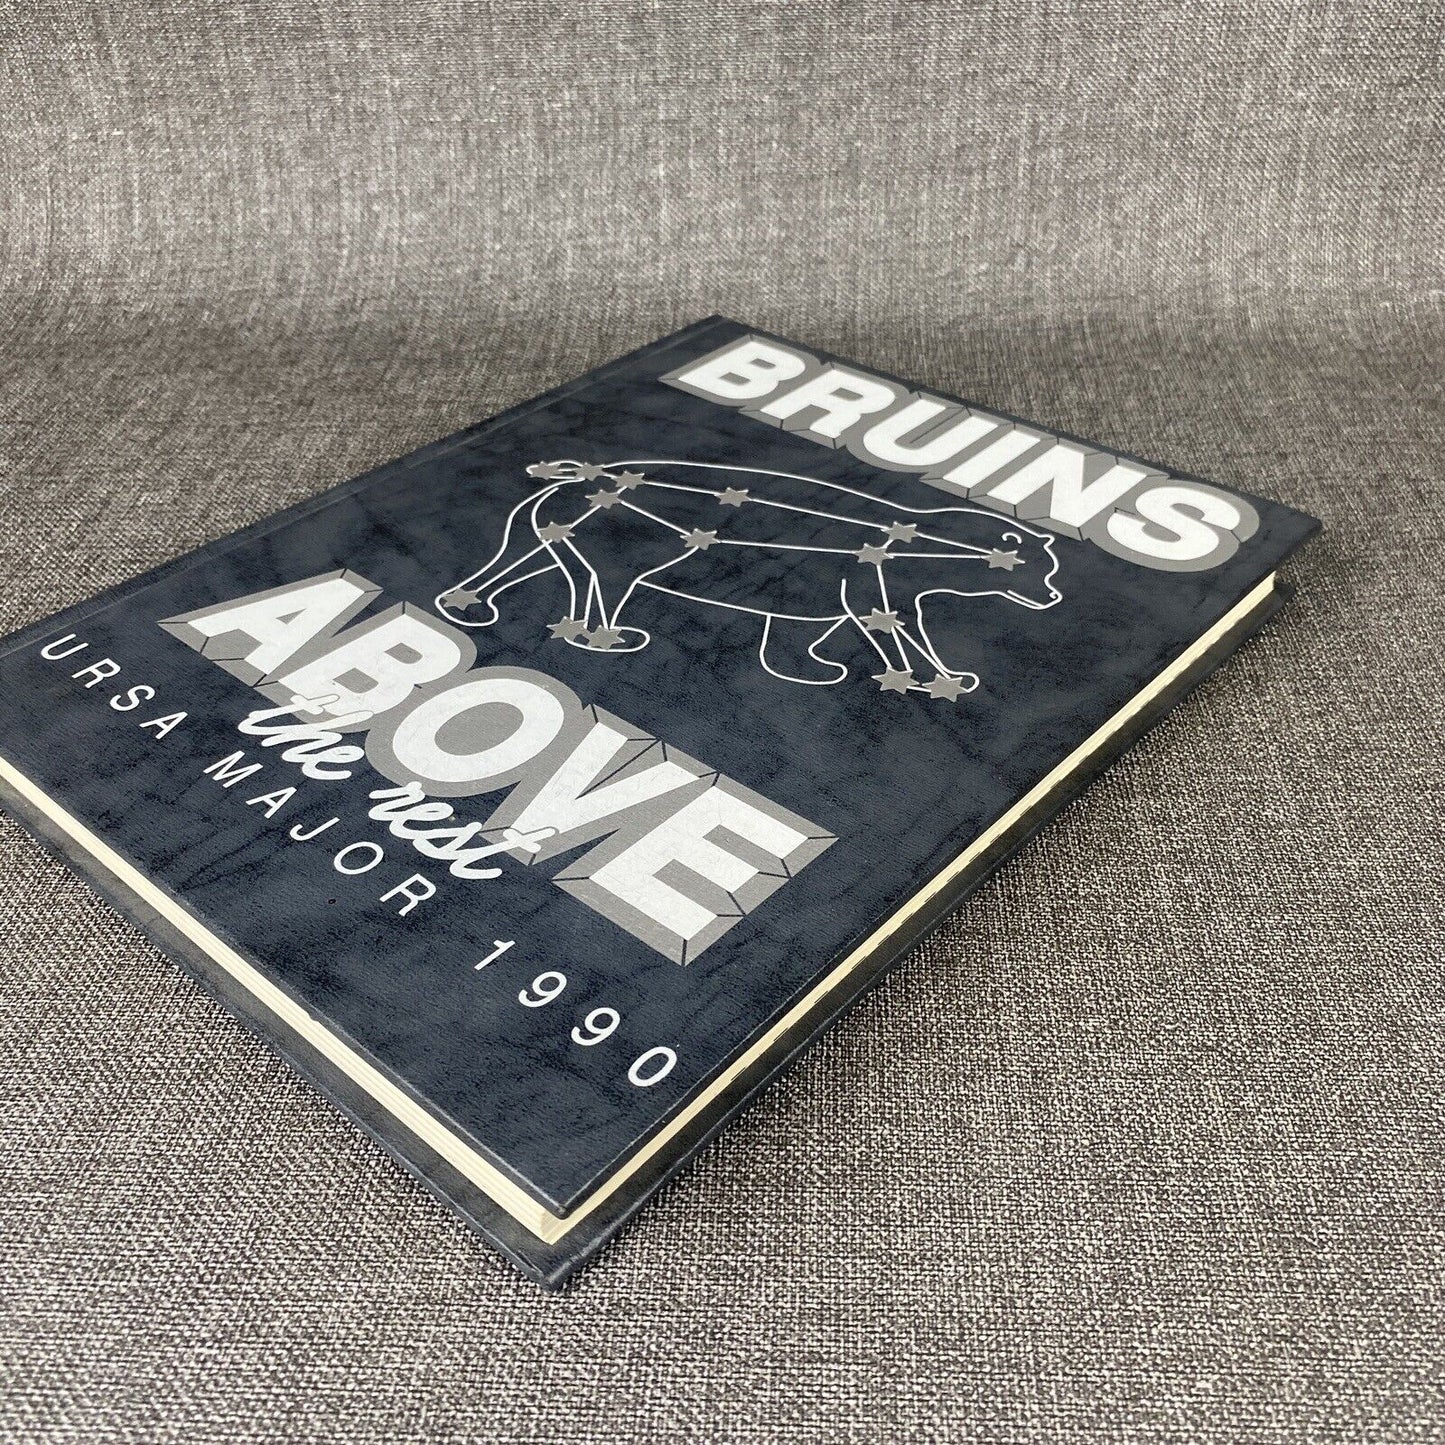 BRUINS
ABOVE
the rest
URSA MAJOR 1990